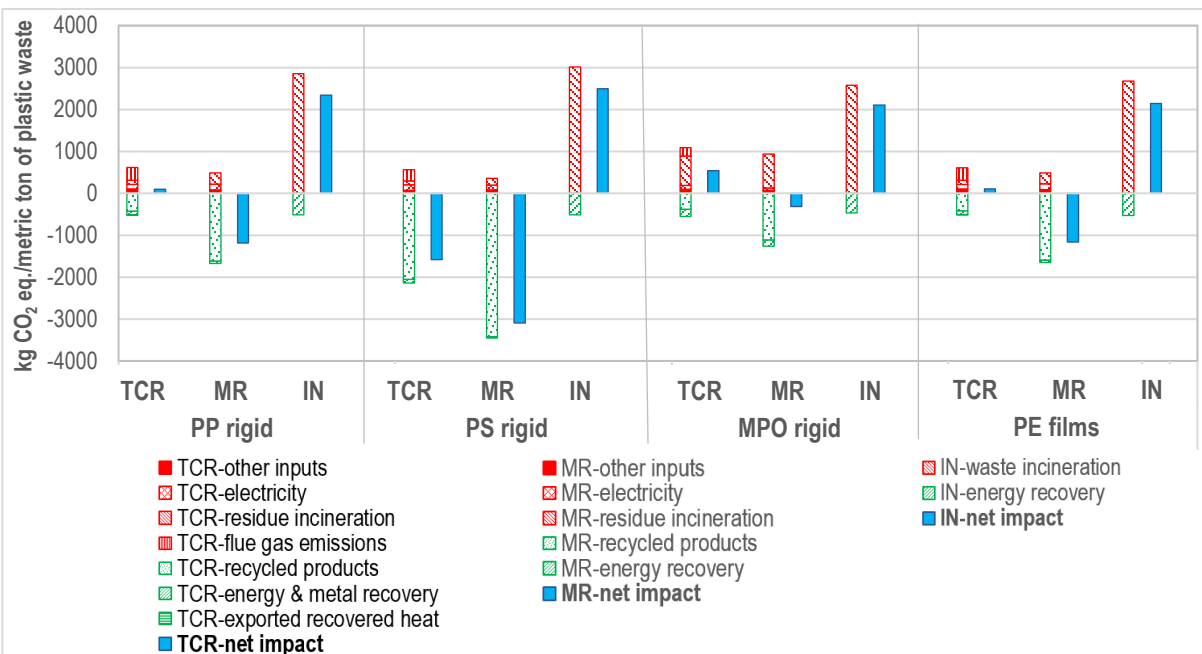 kg CO2 eq./metric ton of plastic waste
4000
3000
2000
1000
0
-1000
-2000
-3000
-4000
TCR MR IN TCR MR IN TCR MR IN TCR MR IN
PP rigid PS rigid MPO rigid PE films
TCR-other inputs MR-other inputs IN-waste incineration
TCR-electricity MR-electricity IN-energy recovery
TCR-residue incineration MR-residue incineration IN-net impact
TCR-flue gas emissions MR-recycled products
TCR-recycled products MR-energy recovery
TCR-energy & metal recovery MR-net impact
TCR-exported recovered heat
TCR-net impact